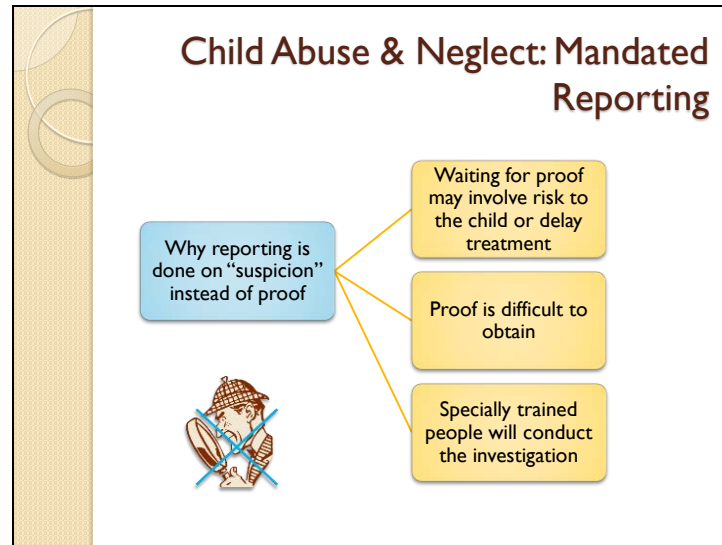 Child Abuse & Neglect: Mandated
Reporting
Why reporting is
done on “suspicion”
instead of proof
Waiting for proof
may involve risk to
the child or delay
treatment
Proof is difficult to
obtain
Specially trained
people will conduct
the investigation